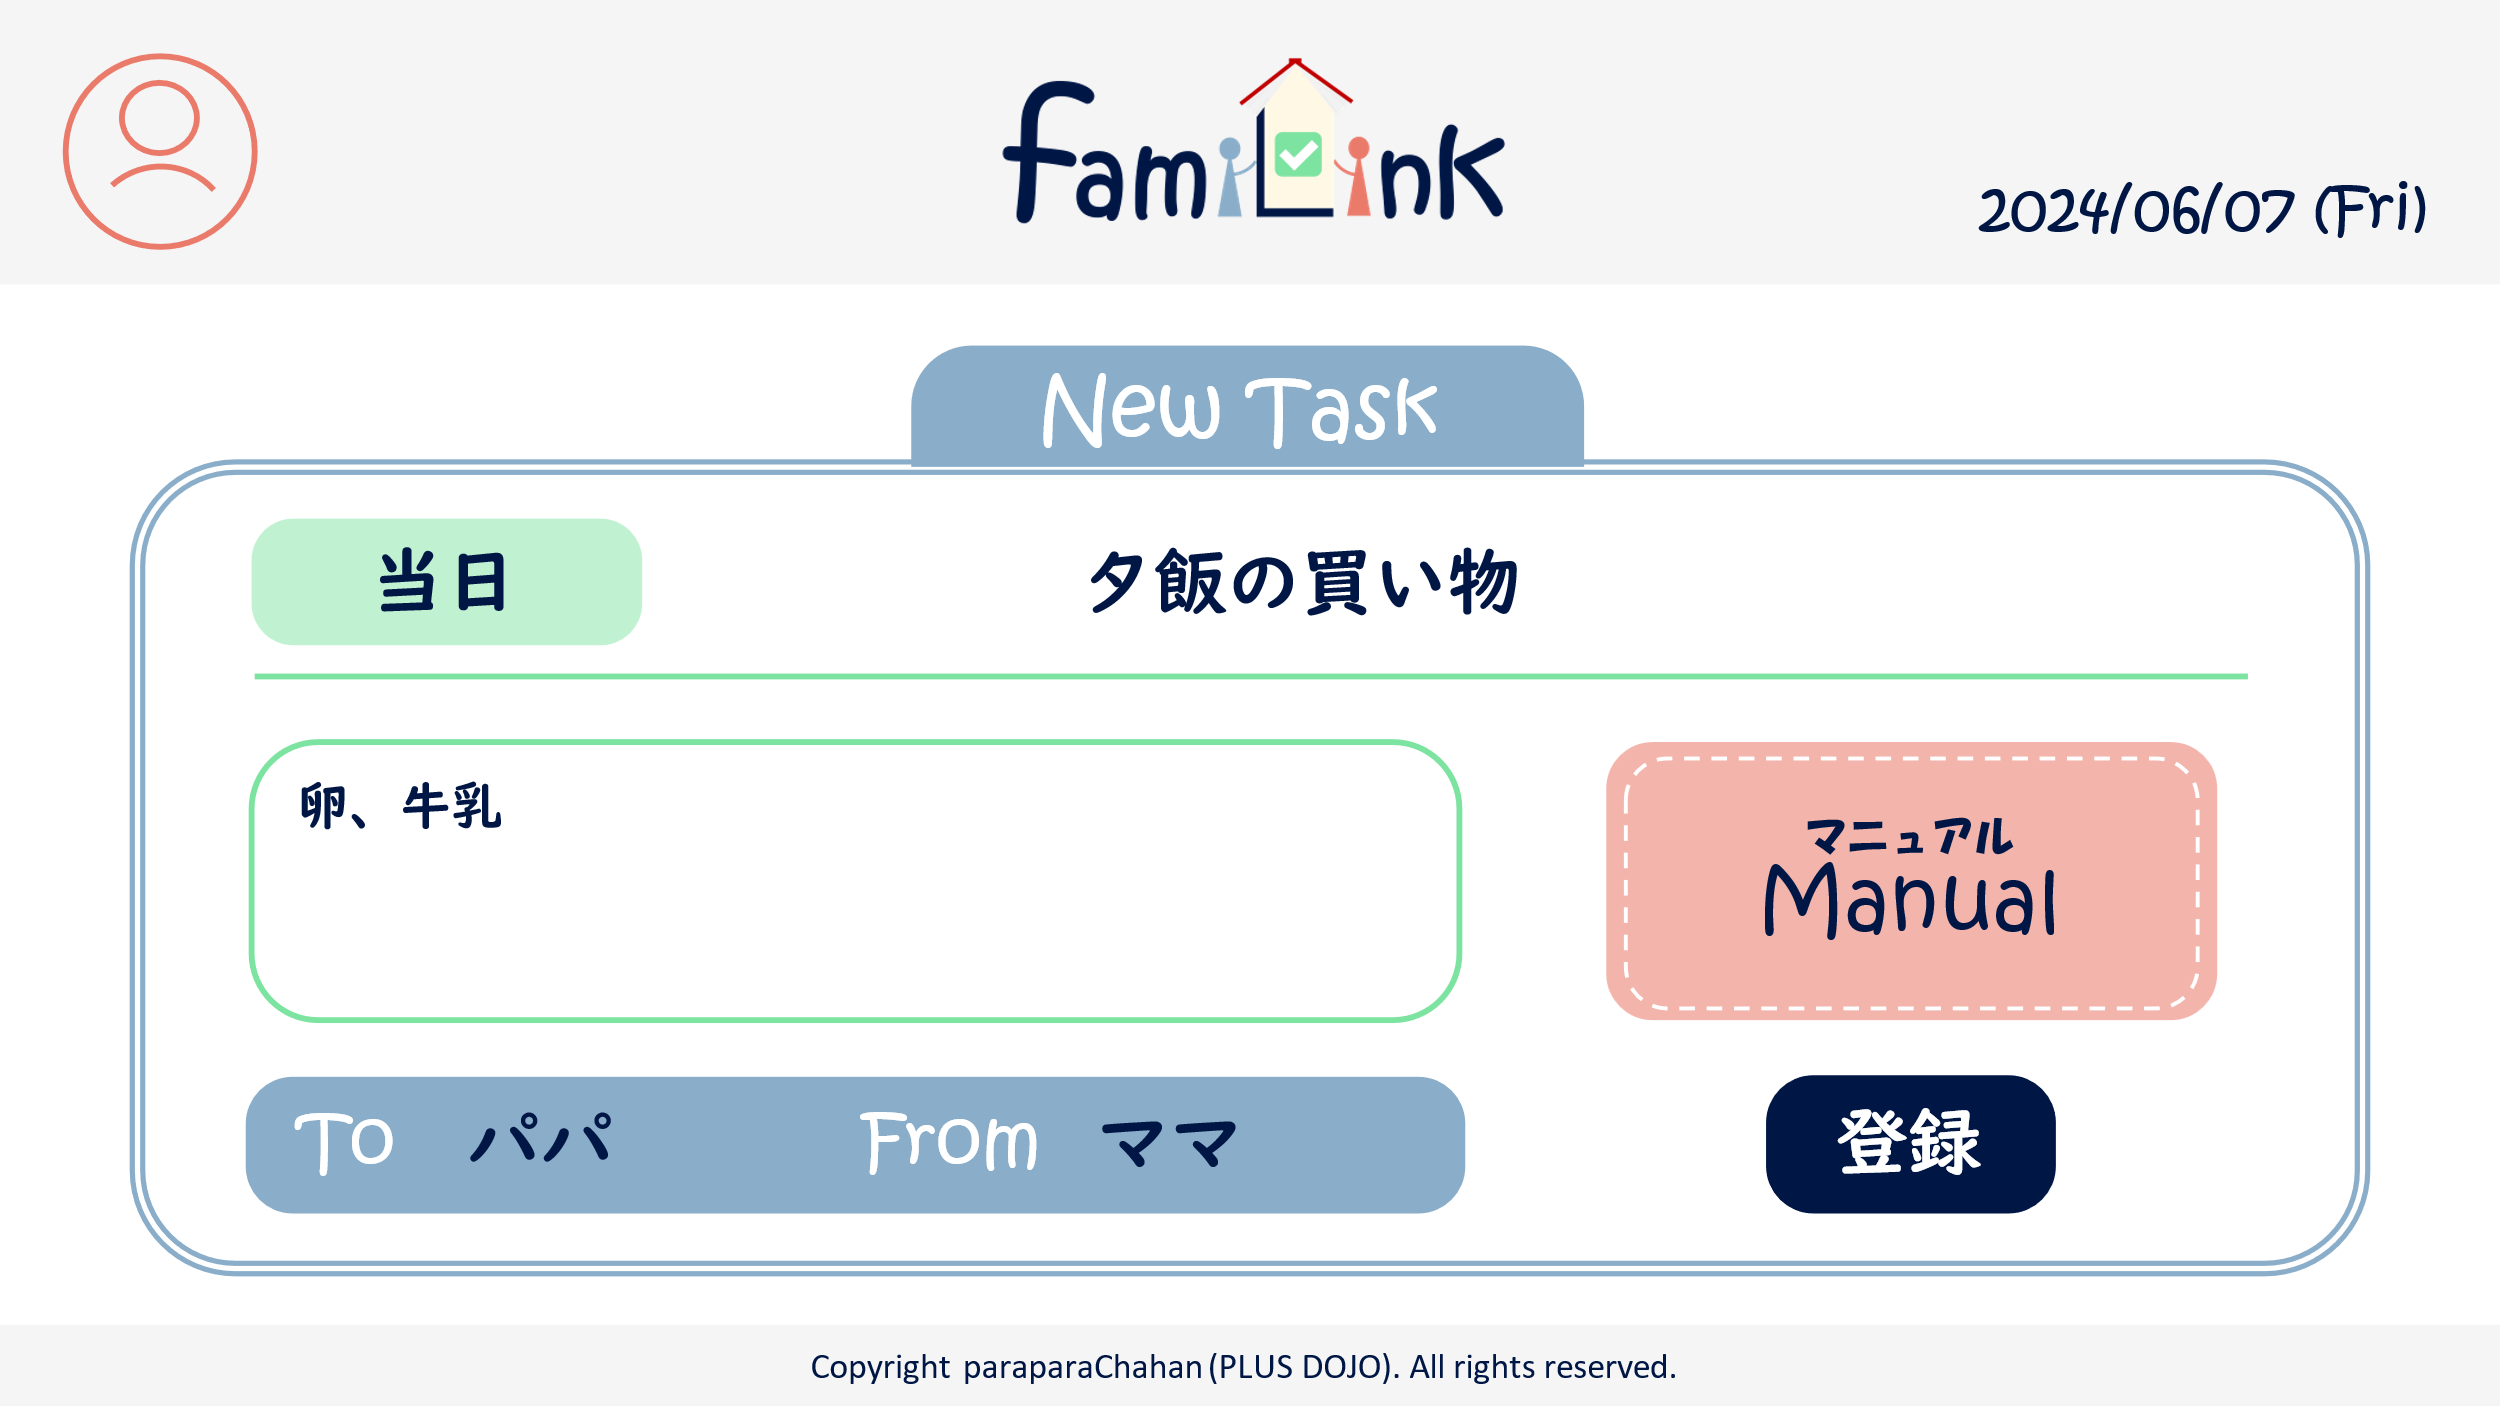 famLink
2024/06/07 (Fri)
New Task
当日
夕飯の買い物
卵、牛乳
マニュアル
Manual
To パパ From ママ
登録
Copyright paraparaChahan (PLUS DOJO). All rights reserved.